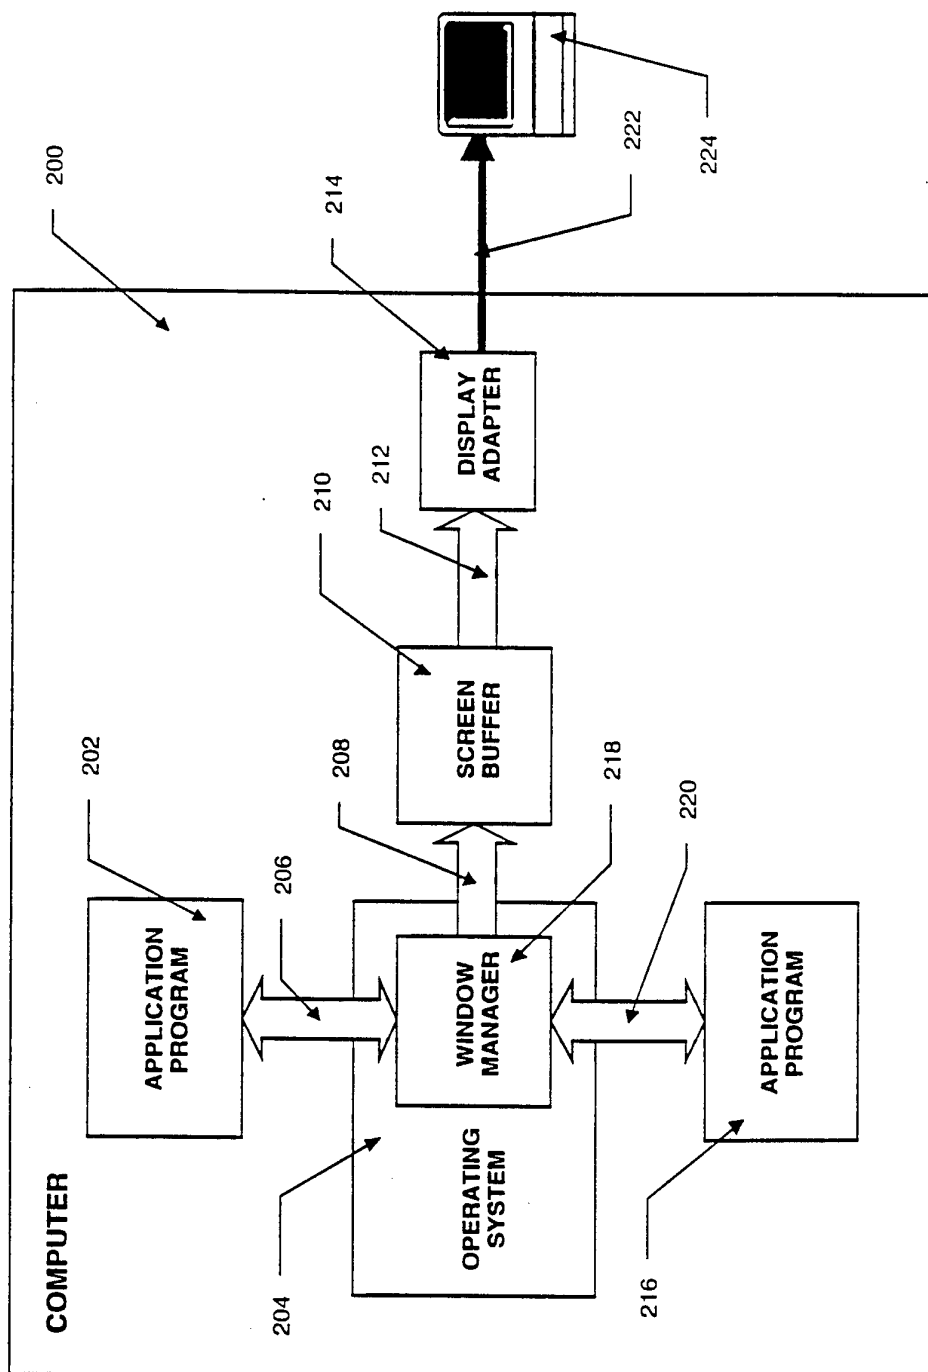 COMPUTER
200
202
APPLICATION
PROGRAM
206
204
OPERATING
SYSTEM
WINDOW
MANAGER
208
218
SCREEN
BUFFER
210
212
DISPLAY
ADAPTER
214
222
224
220
216
APPLICATION
PROGRAM